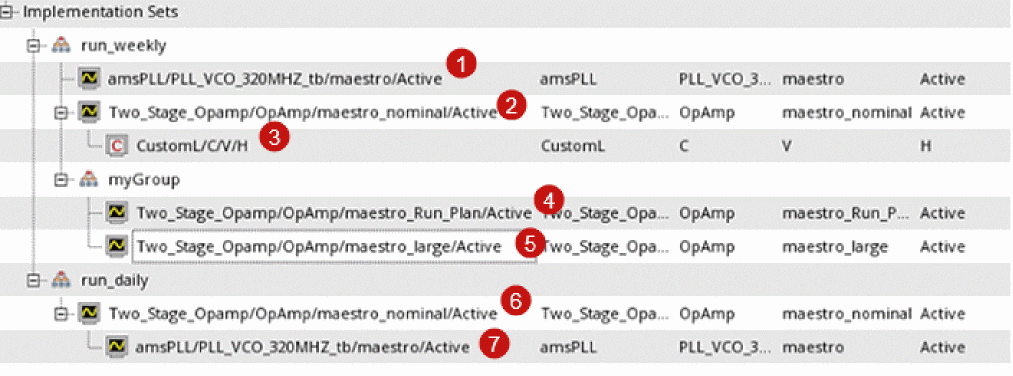 Implementation Sets
run_weekly
amsPLL/PLL_VCO_320MHZ_tb/maestro/Active 1 amsPLL PLL_VCO_3... maestro Active
Two_Stage_Opamp/OpAmp/maestro_nominal/Active 2 Two_Stage_Opa... OpAmp maestro_nominal Active
CustomL/C/V/H 3 CustomL C V H
myGroup
Two_Stage_Opamp/OpAmp/maestro_Run_Plan/Active 4 Two_Stage_Opa... OpAmp maestro_Run_P... Active
Two_Stage_Opamp/OpAmp/maestro_large/Active 5 Two_Stage_Opa... OpAmp maestro_large Active
run_daily
Two_Stage_Opamp/OpAmp/maestro_nominal/Active 6 Two_Stage_Opa... OpAmp maestro_nominal Active
amsPLL/PLL_VCO_320MHZ_tb/maestro/Active 7 amsPLL PLL_VCO_3... maestro Active